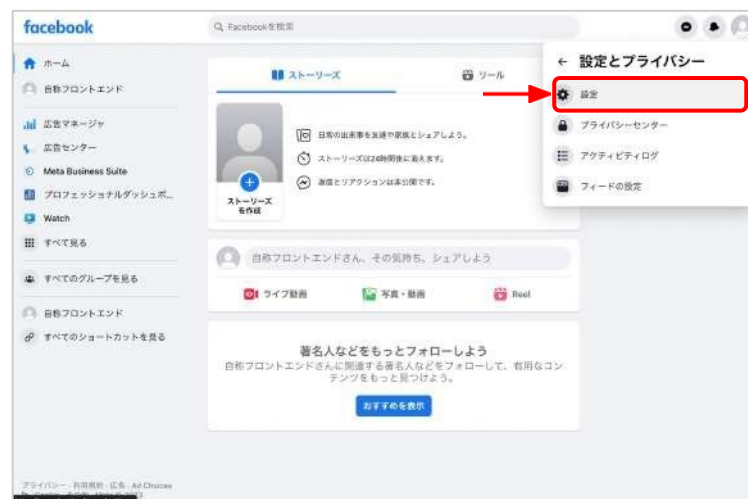 facebook
Facebookを検索
ホーム
自称フロントエンド
広告マネージャ
広告センター
Meta Business Suite
プロフェッショナルダッシュボ...
Watch
すべて見る
すべてのグループを見る
自称フロントエンド
すべてのショートカットを見る
プライバシー・利用規約・広告・Ad Choices
ストーリーズ
リール
日常の出来事を友達や家族とシェアしよう。
ストーリーズは24時間後に消えます。
返信とリアクションは非公開です。
ストーリーズ
を作成
自称フロントエンドさん、その気持ち、シェアしよう
ライブ動画
写真・動画
Reel
著名人などをもっとフォローしよう
自称フロントエンドさんに関連する著名人などをフォローして、有用なコン
テンツをもっと見つけよう。
おすすめを表示
設定とプライバシー
設定
プライバシーセンター
アクティビティログ
フィードの設定